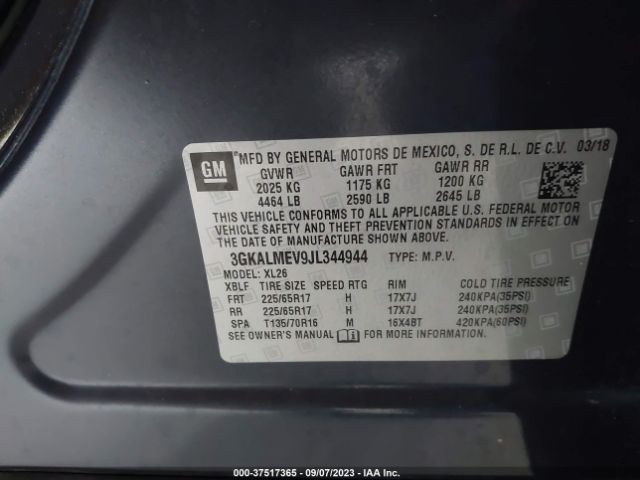 GM
MFD BY GENERAL MOTORS DE MEXICO, S. DE R.L. DE C.V. 03/18
GVWR GAWR FRT GAWR RR
2025 KG 1175 KG 1200 KG
4464 LB 2590 LB 2645 LB
THIS VEHICLE CONFORMS TO ALL APPLICABLE U.S. FEDERAL MOTOR
VEHICLE SAFETY AND THEFT PREVENTION STANDARDS IN EFFECT ON
THE DATE OF MANUFACTURE SHOWN ABOVE.
3GKALMEV9JL344944 TYPE: M.P.V.
MODEL: XL26
XBLF TIRE SIZE SPEED RTG RIM COLD TIRE PRESSURE
FRT 225/65R17 H 17X7J 240KPA(35PSI)
RR 225/65R17 H 17X7J 240KPA(35PSI)
SPA T135/70R16 M 16X4BT 420KPA(60PSI)
SEE OWNER'S MANUAL FOR MORE INFORMATION
000-37517365 - 09/07/2023 - IAA, Inc.